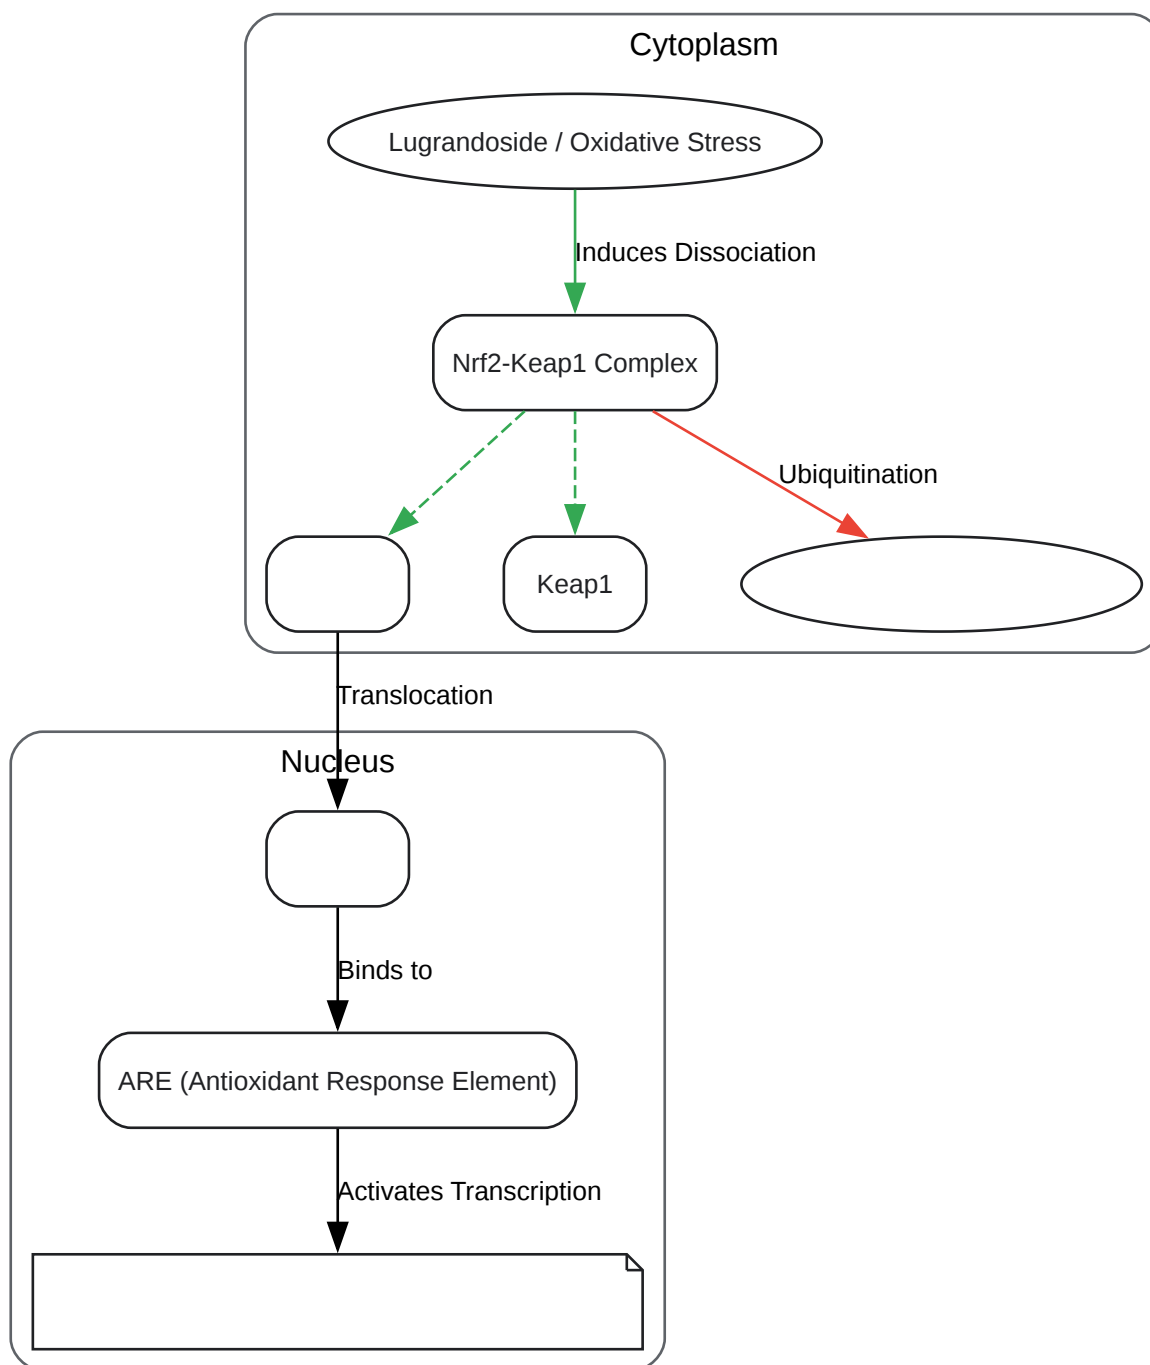 Cytoplasm
Lugrandoside / Oxidative Stress
Induces Dissociation
Nrf2-Keap1 Complex
Ubiquitination
Keap1
Translocation
Nucleus
Binds to
ARE (Antioxidant Response Element)
Activates Transcription